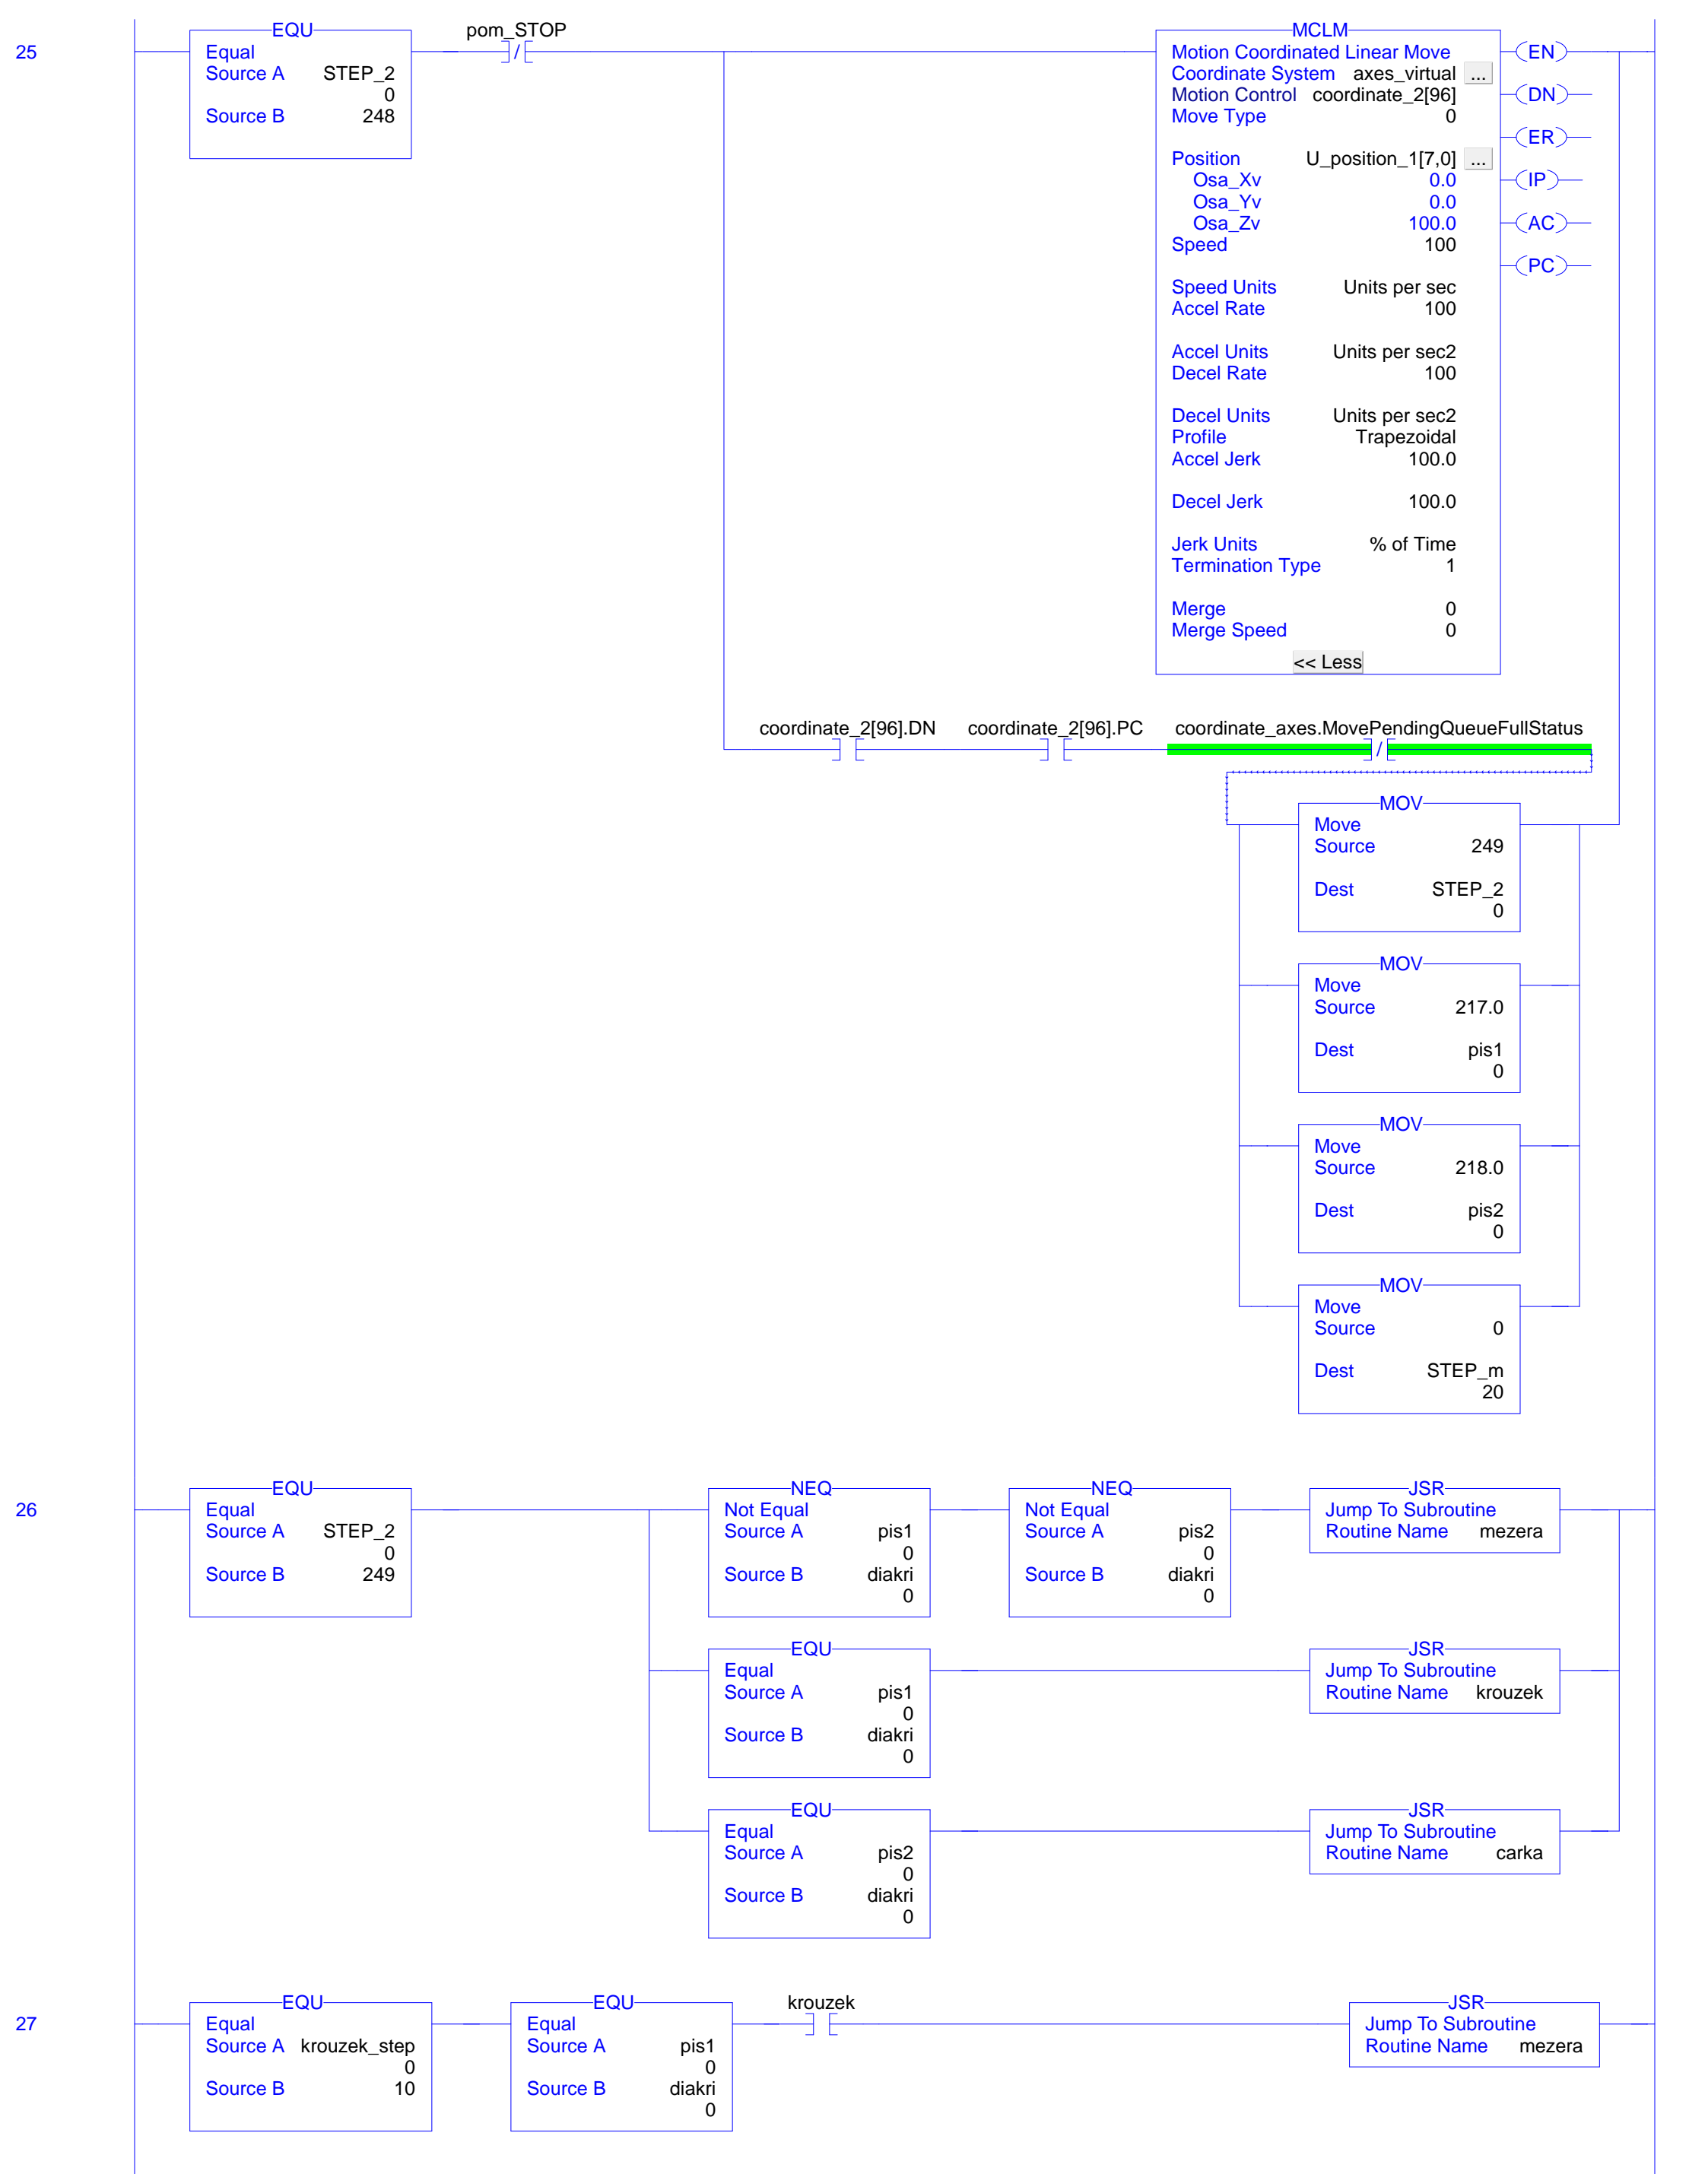 25
EQU
Equal
Source A STEP_2
0
Source B 248
pom_STOP
MCLM
Motion Coordinated Linear Move
Coordinate System axes_virtual ...
Motion Control coordinate_2[96]
Move Type 0
Position U_position_1[7,0] ...
Osa_Xv 0.0
Osa_Yv 0.0
Osa_Zv 100.0
Speed 100
Speed Units Units per sec
Accel Rate 100
Accel Units Units per sec2
Decel Rate 100
Decel Units Units per sec2
Profile Trapezoidal
Accel Jerk 100.0
Decel Jerk 100.0
Jerk Units % of Time
Termination Type 1
Merge 0
Merge Speed 0
<< Less
EN
DN
ER
IP
AC
PC
coordinate_2[96].DN coordinate_2[96].PC coordinate_axes.MovePendingQueueFullStatus
MOV
Move
Source 249
Dest STEP_2
0
MOV
Move
Source 217.0
Dest pis1
0
MOV
Move
Source 218.0
Dest pis2
0
MOV
Move
Source 0
Dest STEP_m
20
26
EQU
Equal
Source A STEP_2
0
Source B 249
NEQ
Not Equal
Source A pis1
0
Source B diakri
0
NEQ
Not Equal
Source A pis2
0
Source B diakri
0
JSR
Jump To Subroutine
Routine Name mezera
EQU
Equal
Source A pis1
0
Source B diakri
0
JSR
Jump To Subroutine
Routine Name krouzek
EQU
Equal
Source A pis2
0
Source B diakri
0
JSR
Jump To Subroutine
Routine Name carka
27
EQU
Equal
Source A krouzek_step
0
Source B 10
EQU
Equal
Source A pis1
0
Source B diakri
0
krouzek
JSR
Jump To Subroutine
Routine Name mezera